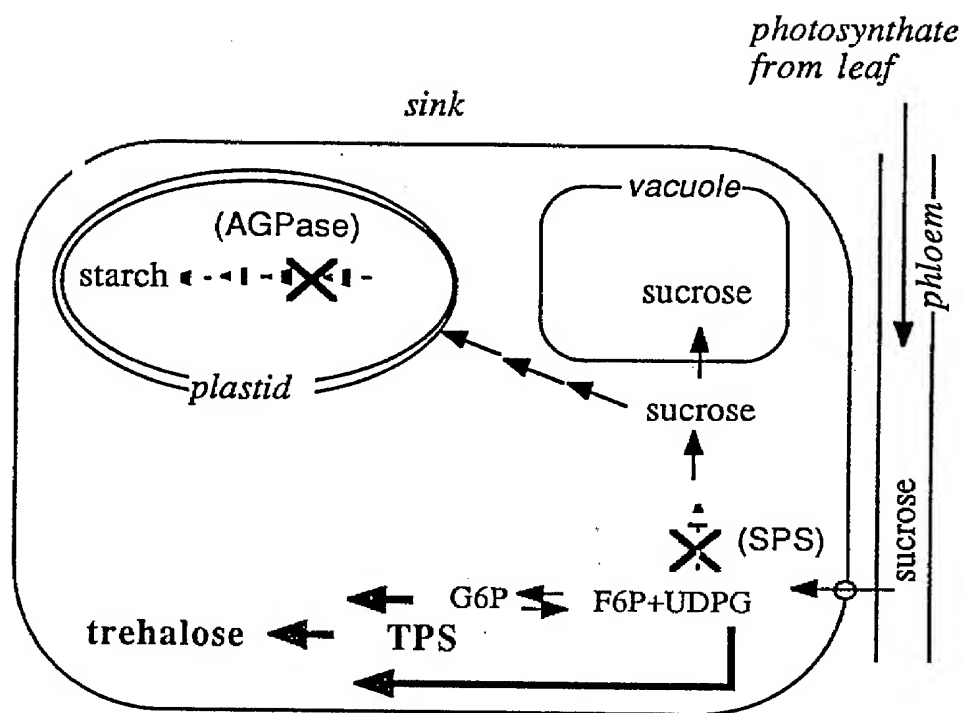 photosynthate
from leaf
sink
vacuole
(AGPase)
starch
sucrose
phloem
plastid
sucrose
sucrose
(SPS)
G6P
F6P+UDPG
trehalose
TPS